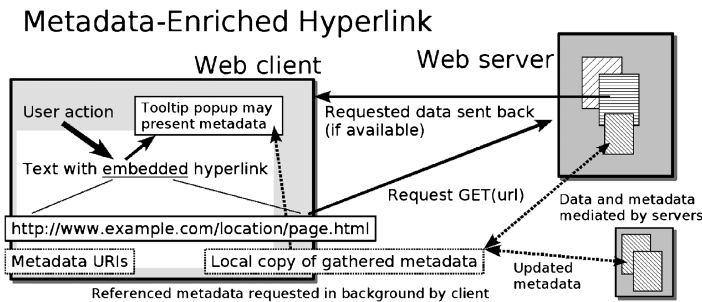 Metadata-Enriched Hyperlink
Web client
Web server
User action
Tooltip popup may
present metadata
Requested data sent back
(if available)
Text with embedded hyperlink
Request GET(url)
Data and metadata
mediated by servers
http://www.example.com/location/page.html
Metadata URIs
Local copy of gathered metadata
Updated
metadata
Referenced metadata requested in background by client